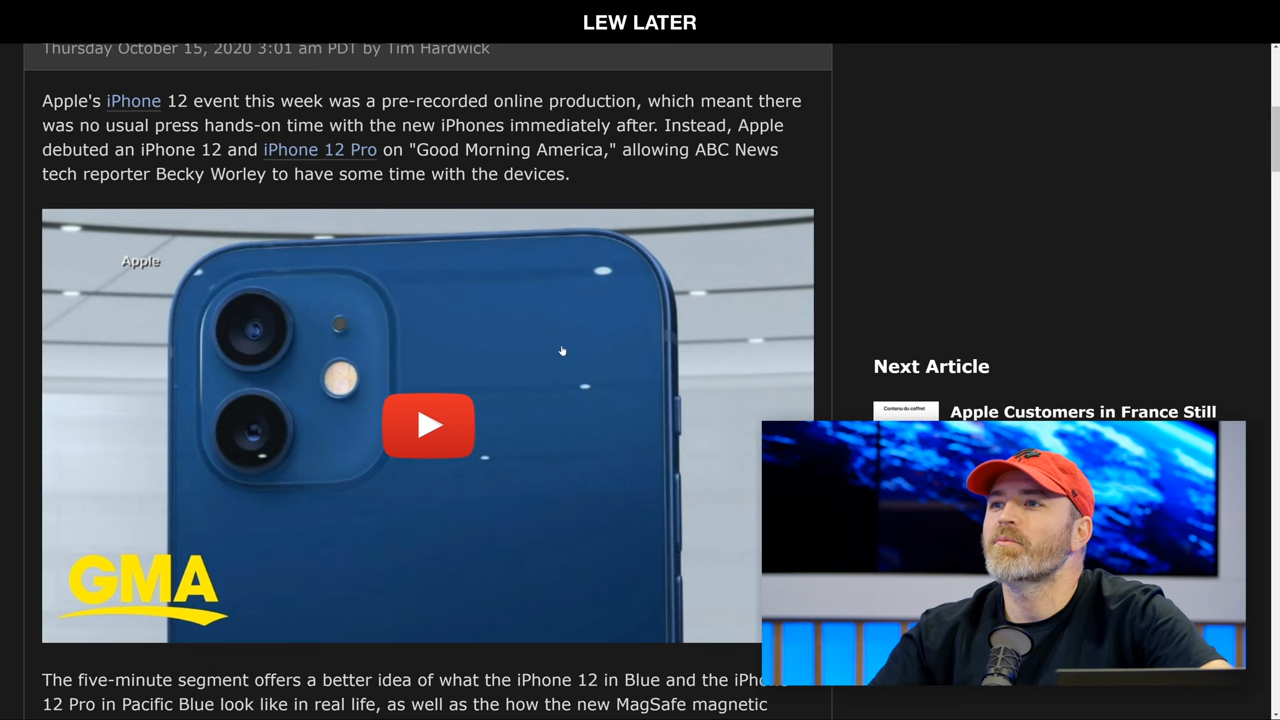 LEW LATER
Thursday October 15, 2020 3:01 am PDT by Tim Hardwick
Apple's iPhone 12 event this week was a pre-recorded online production, which meant there
was no usual press hands-on time with the new iPhones immediately after. Instead, Apple
debuted an iPhone 12 and iPhone 12 Pro on "Good Morning America," allowing ABC News
tech reporter Becky Worley to have some time with the devices.
Apple
GMA
Next Article
Contenu du coffret
Apple Customers in France Still
The five-minute segment offers a better idea of what the iPhone 12 in Blue and the
12 Pro in Pacific Blue look like in real life, as well as the how the new MagSafe magnetic